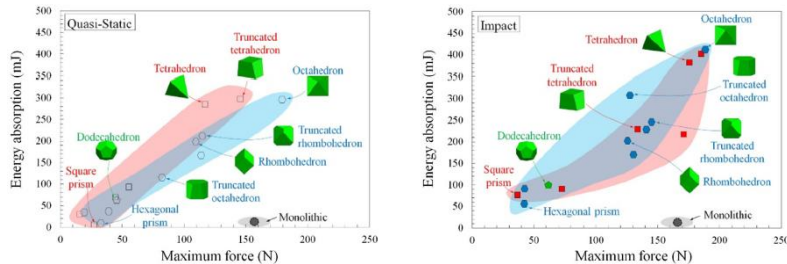 Quasi-Static
Energy absorption (mJ)
500
450
400
350
300
250
200
150
100
50
0
0
50
100
150
200
250
Maximum force (N)
Tetrahedron
Truncated
tetrahedron
Octahedron
Dodecahedron
Square
prism
Truncated
rhombohedron
Rhombohedron
Truncated
octahedron
Hexagonal prism
Monolithic
Impact
Energy absorption (mJ)
500
450
400
350
300
250
200
150
100
50
0
0
50
100
150
200
250
Maximum force (N)
Octahedron
Tetrahedron
Truncated
octahedron
Truncated
tetrahedron
Dodecahedron
Truncated
rhombohedron
Square
prism
Rhombohedron
Hexagonal prism
Monolithic